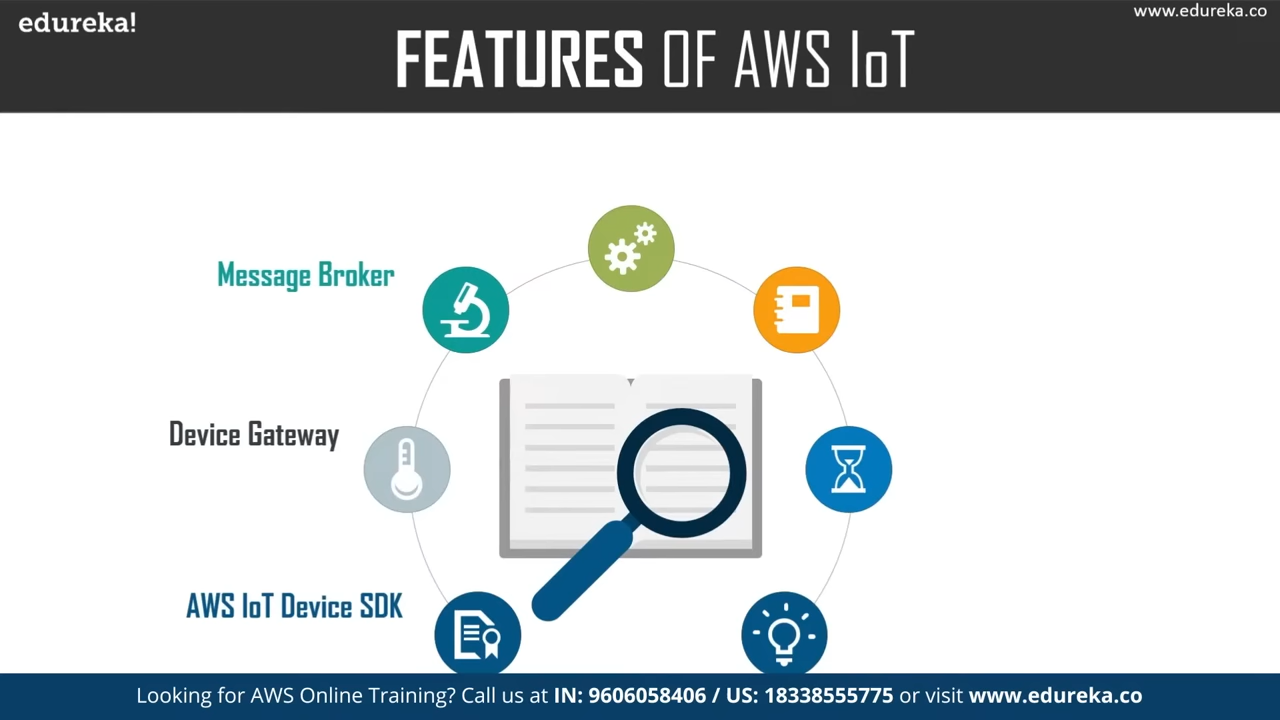 edureka!
www.edureka.co
FEATURES OF AWS IoT
Message Broker
Device Gateway
AWS IoT Device SDK
Looking for AWS Online Training? Call us at IN: 9606058406 / US: 18338555775 or visit www.edureka.co